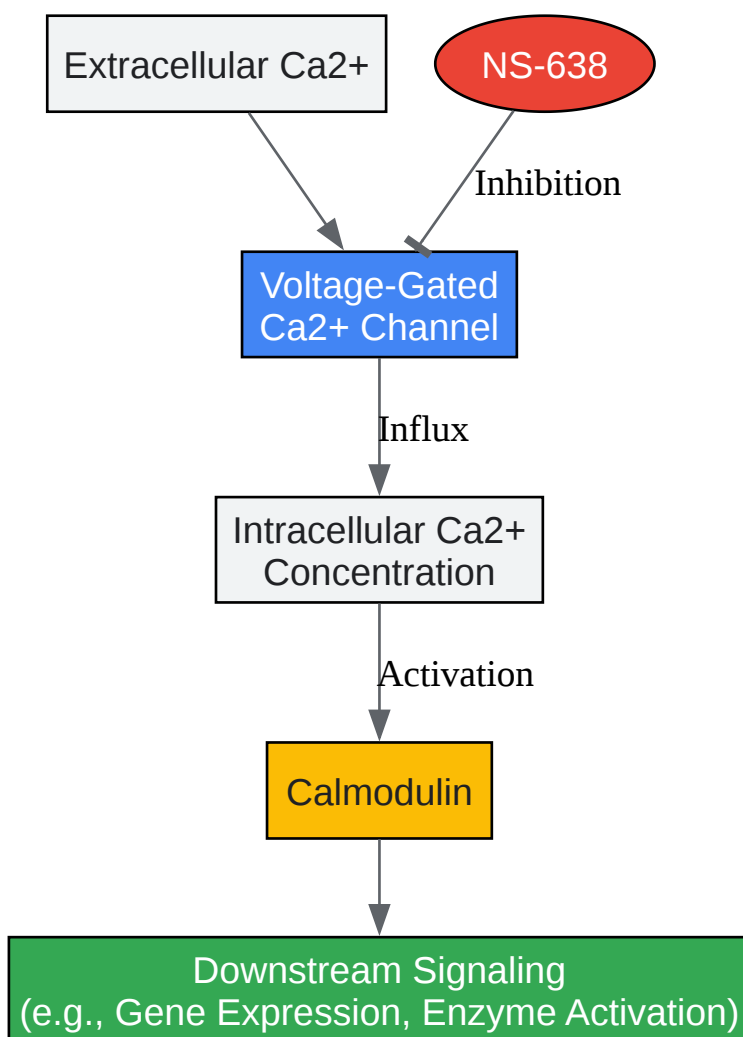 Extracellular Ca2+
NS-638
Inhibition
Voltage-Gated
Ca2+ Channel
Influx
Intracellular Ca2+
Concentration
Activation
Calmodulin
Downstream Signaling
(e.g., Gene Expression, Enzyme Activation)